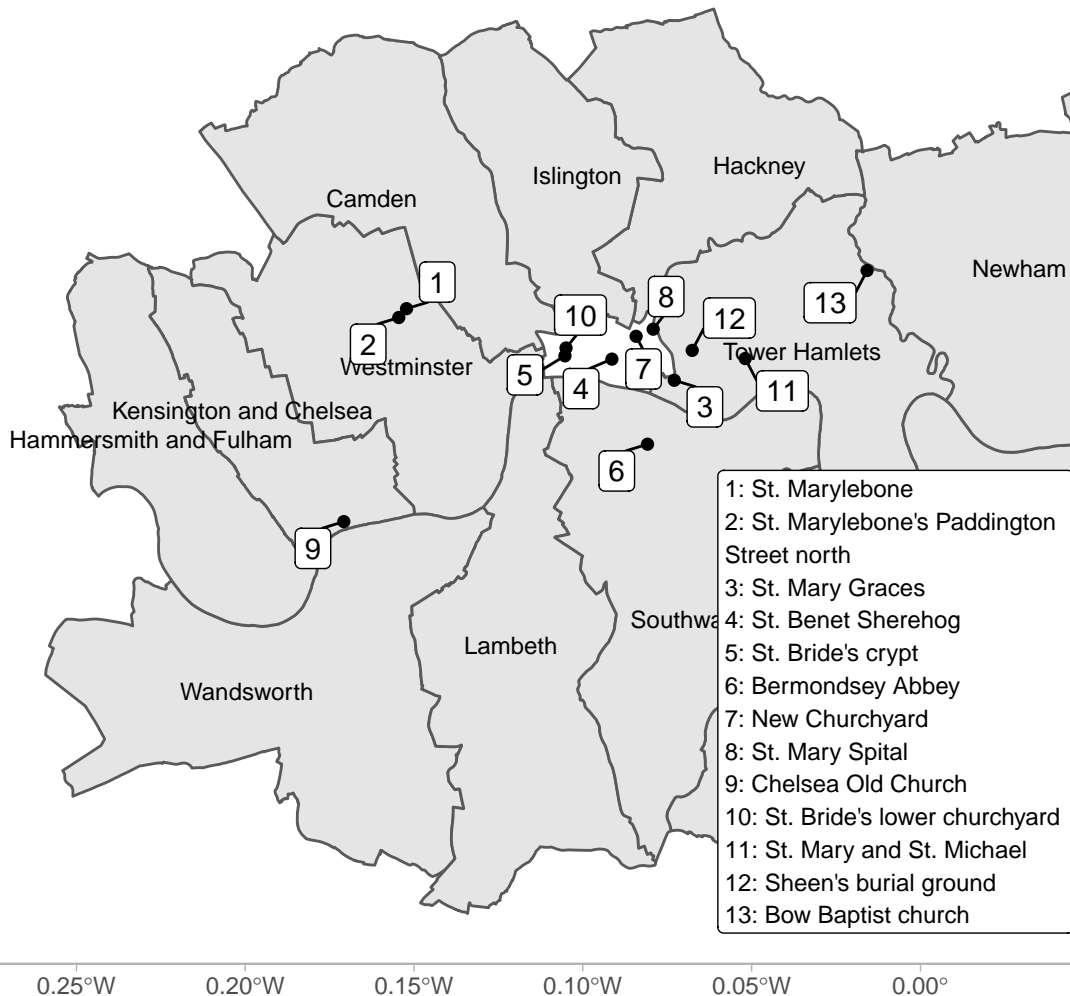 Hackney
Islington
Camden
Newham
1
8
13
10
12
2
Westminster
7
Tower Hamlets
5
4
11
3
Kensington and Chelsea
Hammersmith and Fulham
6
9
Southwa
Lambeth
Wandsworth
1: St. Marylebone
2: St. Marylebone's Paddington
Street north
3: St. Mary Graces
4: St. Benet Sherehog
5: St. Bride's crypt
6: Bermondsey Abbey
7: New Churchyard
8: St. Mary Spital
9: Chelsea Old Church
10: St. Bride's lower churchyard
11: St. Mary and St. Michael
12: Sheen's burial ground
13: Bow Baptist church
0.25°W 0.20°W 0.15°W 0.10°W 0.05°W 0.00°